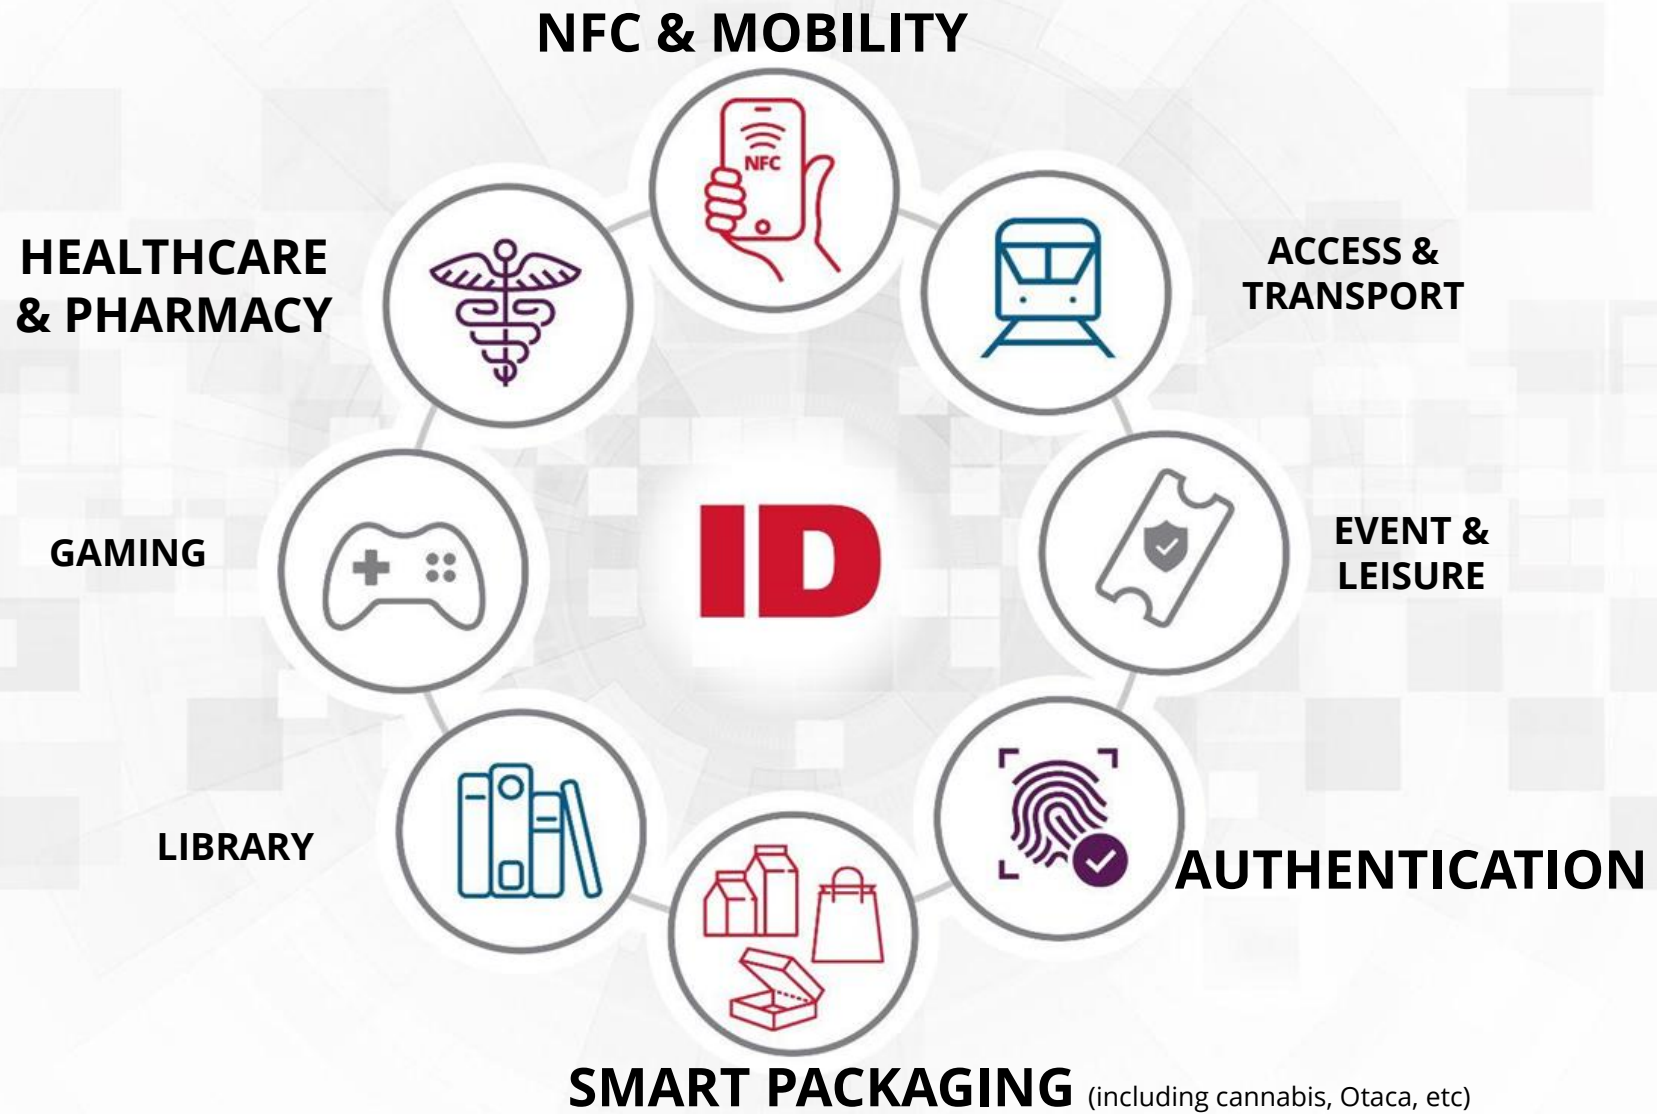 NFC & MOBILITY
NFC
HEALTHCARE
& PHARMACY
ACCESS &
TRANSPORT
GAMING
ID
EVENT &
LEISURE
LIBRARY
AUTHENTICATION
SMART PACKAGING (including cannabis, Otaca, etc)